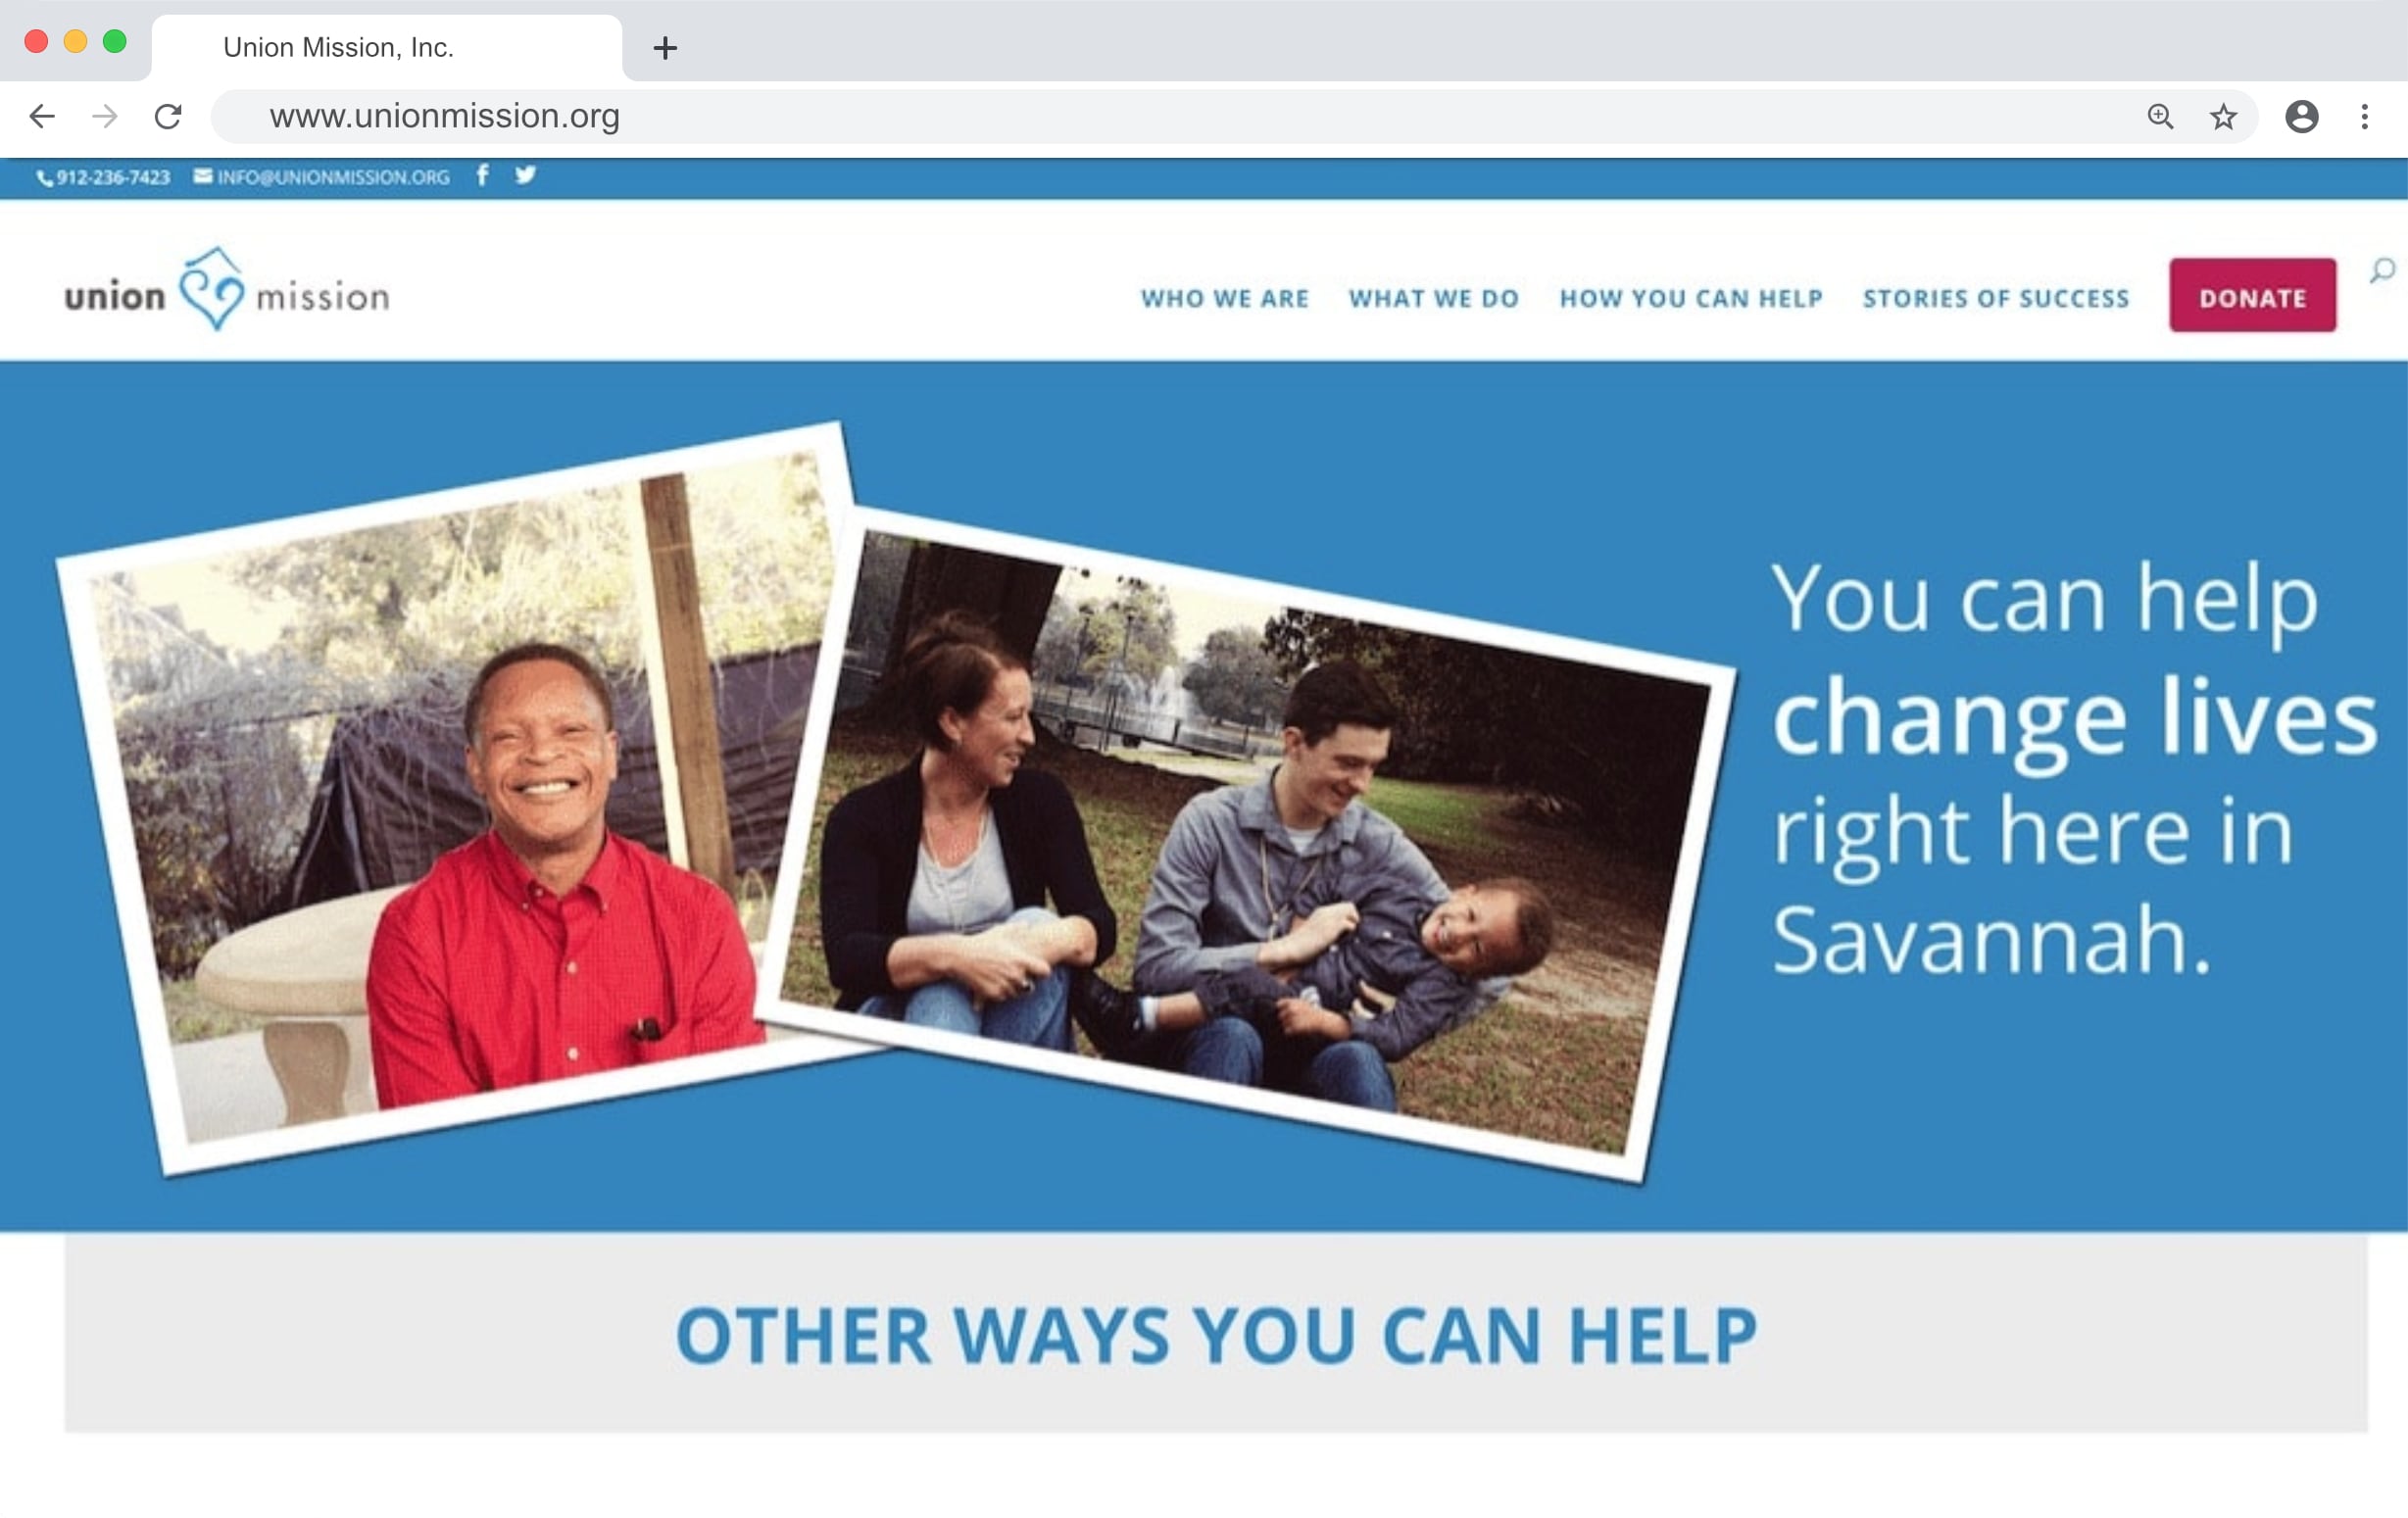 Union Mission, Inc.
www.unionmission.org
912-236-7423 INFO@UNIONMISSION.ORG
union mission
WHO WE ARE WHAT WE DO HOW YOU CAN HELP STORIES OF SUCCESS DONATE
You can help
change lives
right here in
Savannah.
OTHER WAYS YOU CAN HELP